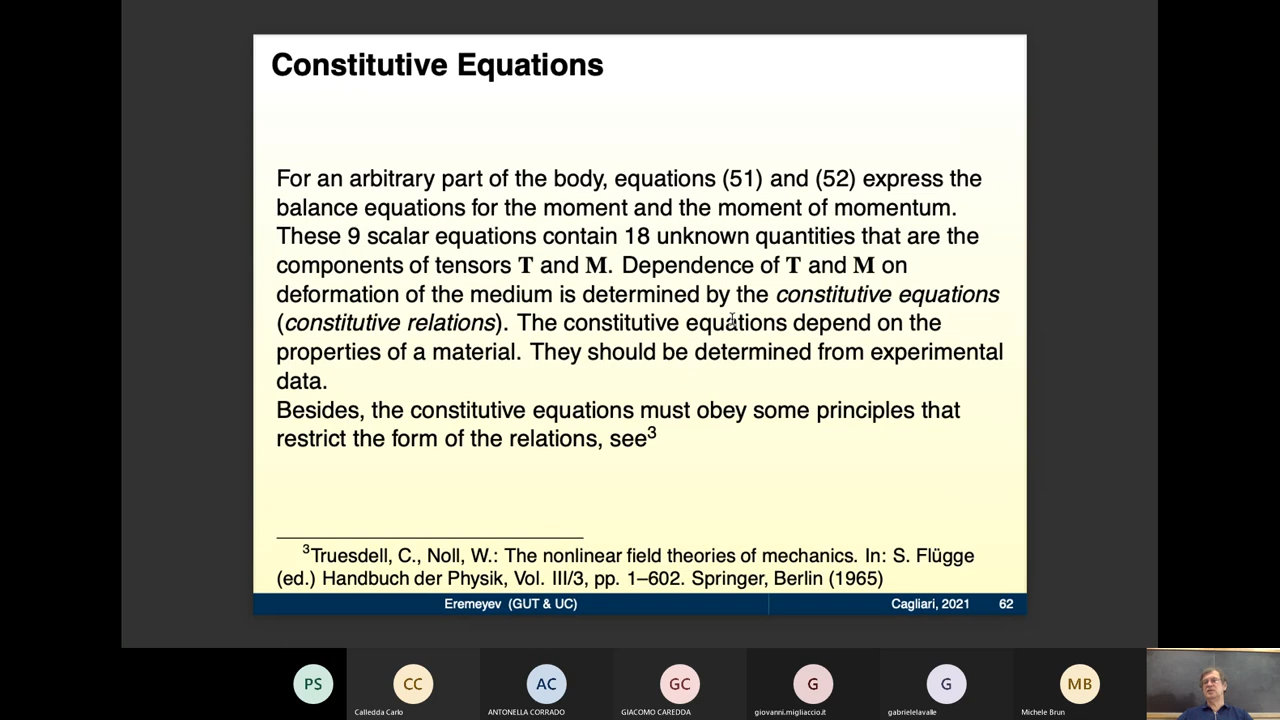 Constitutive Equations
For an arbitrary part of the body, equations (51) and (52) express the
balance equations for the moment and the moment of momentum.
These 9 scalar equations contain 18 unknown quantities that are the
components of tensors T and M. Dependence of T and M on
deformation of the medium is determined by the constitutive equations
(constitutive relations). The constitutive equations depend on the
properties of a material. They should be determined from experimental
data.
Besides, the constitutive equations must obey some principles that
restrict the form of the relations, see3
3Truesdell, C., Noll, W.: The nonlinear field theories of mechanics. In: S. Flügge
(ed.) Handbuch der Physik, Vol. III/3, pp. 1–602. Springer, Berlin (1965)
Eremeyev (GUT & UC) Cagliari, 2021 62
PS CC AC GC G G MB
Calledda Carlo ANTONELLA CORRADO GIACOMO CAREDDA giovanni.migliaccio.it gabrielelavalle Michele Brun